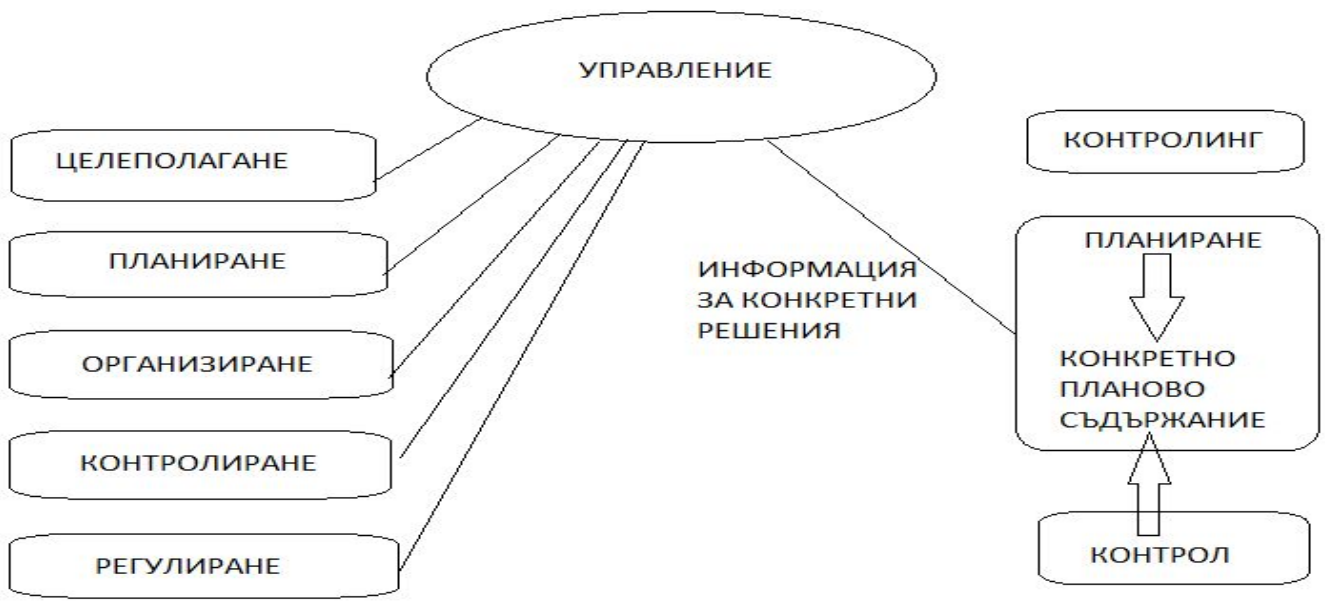 УПРАВЛЕНИЕ
ЦЕЛЕПОЛАГАНЕ
ПЛАНИРАНЕ
ОРГАНИЗИРАНЕ
КОНТРОЛИРАНЕ
РЕГУЛИРАНЕ
ИНФОРМАЦИЯ
ЗА КОНКРЕТНИ
РЕШЕНИЯ
КОНТРОЛИНГ
ПЛАНИРАНЕ
КОНКРЕТНО
ПЛАНОВО
СЪДЪРЖАНИЕ
КОНТРОЛ